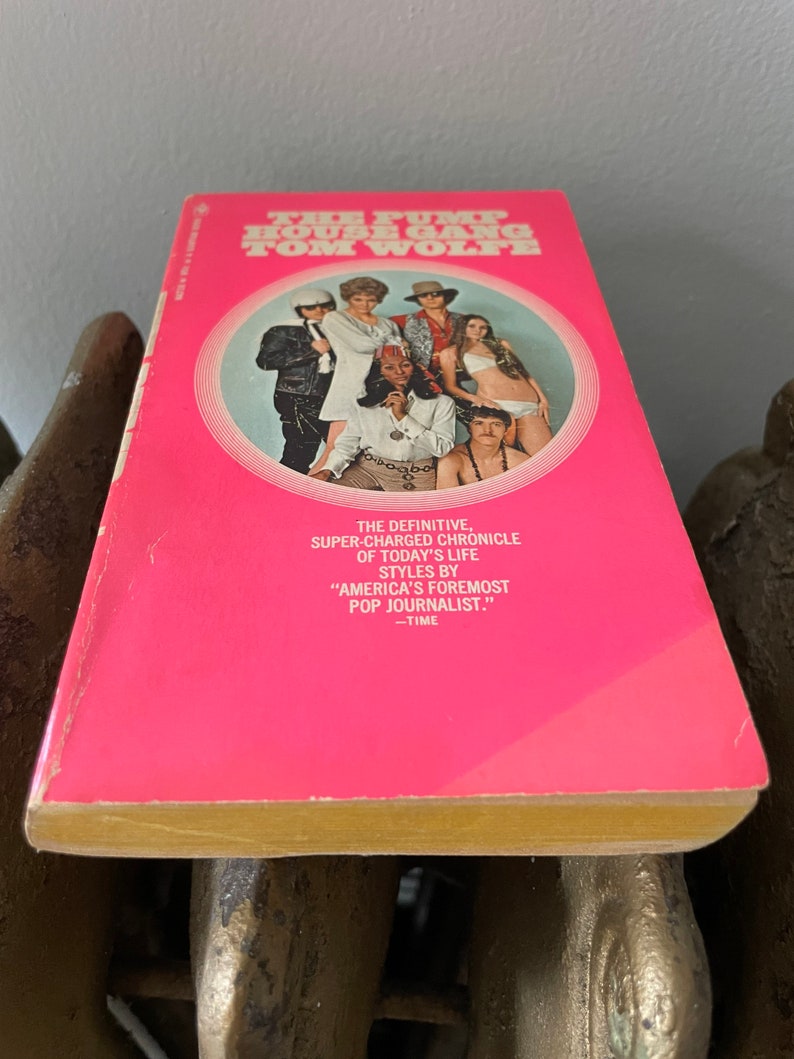 THE PUMP
HOUSE GANG
TOM WOLFE
THE DEFINITIVE,
SUPER-CHARGED CHRONICLE
OF TODAY'S LIFE
STYLES BY
"AMERICA'S FOREMOST
POP JOURNALIST."
—TIME